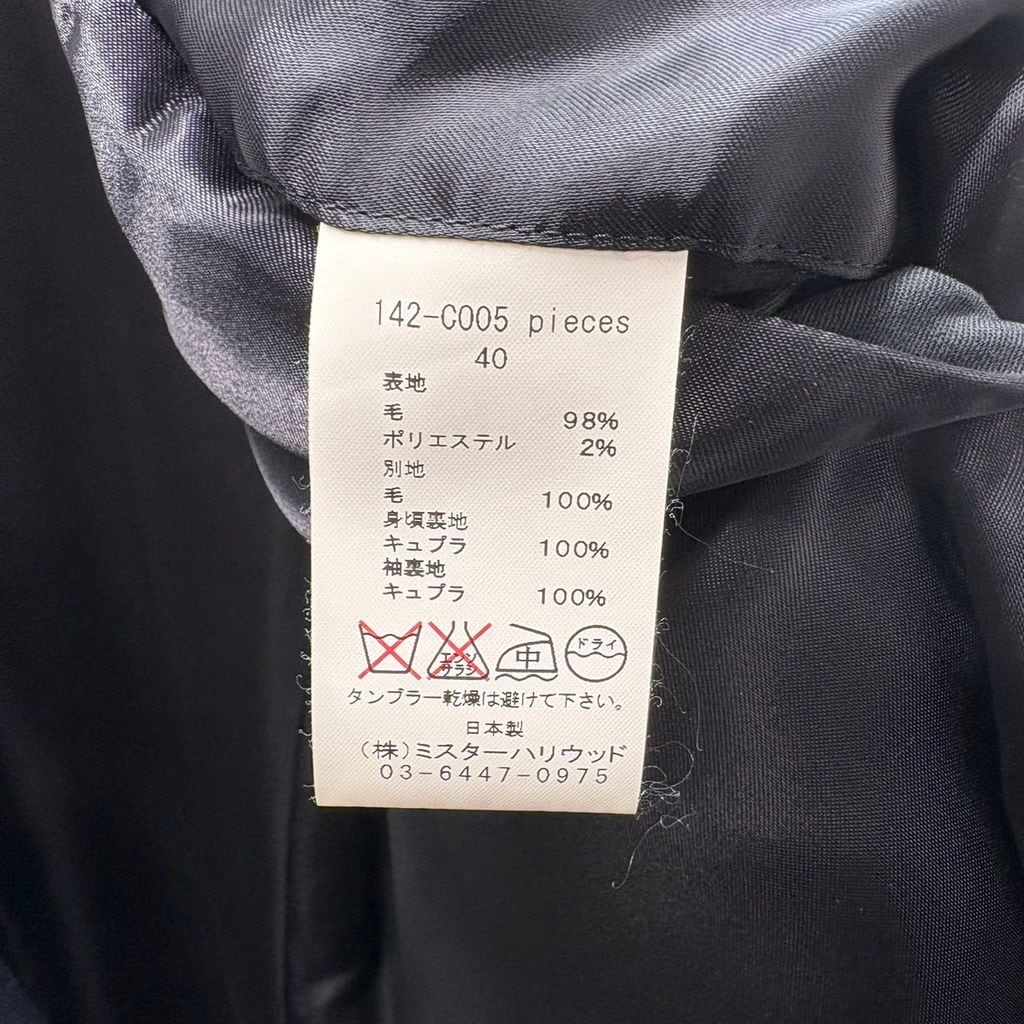 142-C005 pieces
40
表地
毛 98%
ポリエステル 2%
別地
毛 100%
身頃裏地
キュプラ 100%
袖裏地
キュプラ 100%
エンソ
サラシ
中
ドライ
タンブラー乾燥は避けて下さい。
日本製
(株)ミスターハリウッド
03-6447-0975